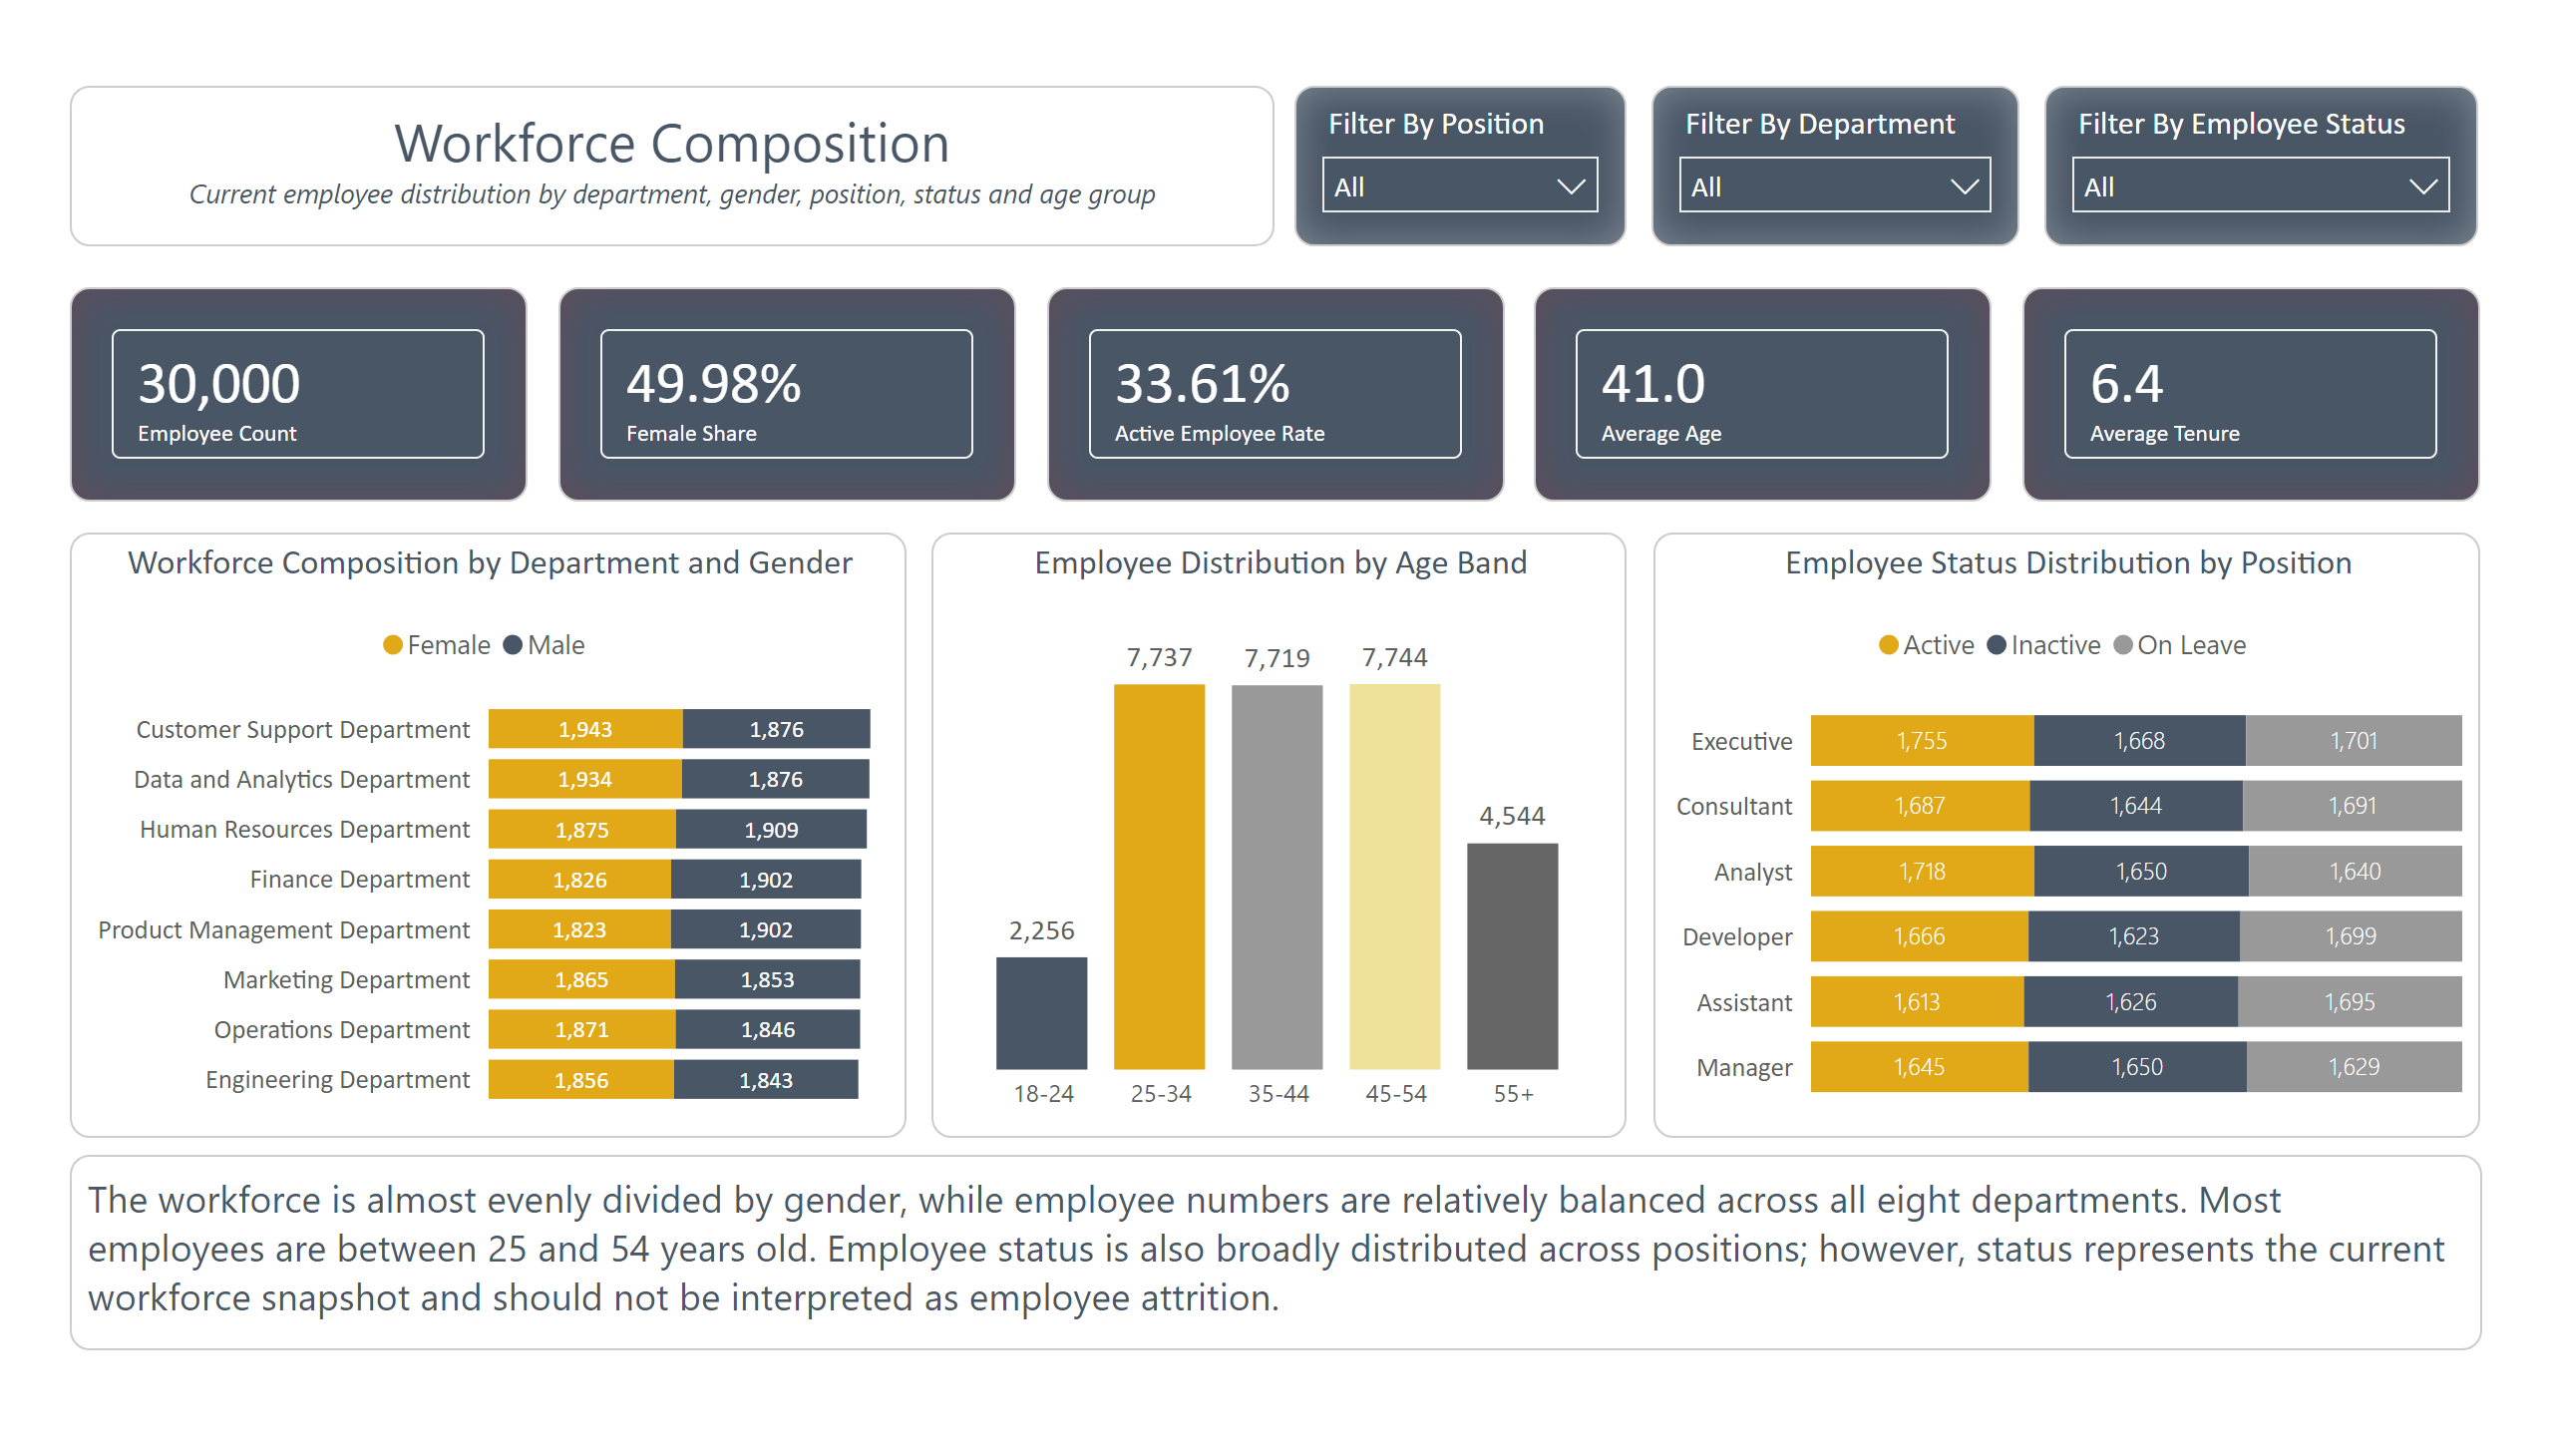 Workforce Composition
Current employee distribution by department, gender, position, status and age group
Filter By Position
All
Filter By Department
All
Filter By Employee Status
All
30,000
Employee Count
49.98%
Female Share
33.61%
Active Employee Rate
41.0
Average Age
6.4
Average Tenure
Workforce Composition by Department and Gender
Female Male
Customer Support Department 1,943 1,876
Data and Analytics Department 1,934 1,876
Human Resources Department 1,875 1,909
Finance Department 1,826 1,902
Product Management Department 1,823 1,902
Marketing Department 1,865 1,853
Operations Department 1,871 1,846
Engineering Department 1,856 1,843
Employee Distribution by Age Band
7,737 7,719 7,744
4,544
2,256
18-24 25-34 35-44 45-54 55+
Employee Status Distribution by Position
Active Inactive On Leave
Executive 1,755 1,668 1,701
Consultant 1,687 1,644 1,691
Analyst 1,718 1,650 1,640
Developer 1,666 1,623 1,699
Assistant 1,613 1,626 1,695
Manager 1,645 1,650 1,629
The workforce is almost evenly divided by gender, while employee numbers are relatively balanced across all eight departments. Most
employees are between 25 and 54 years old. Employee status is also broadly distributed across positions; however, status represents the current
workforce snapshot and should not be interpreted as employee attrition.